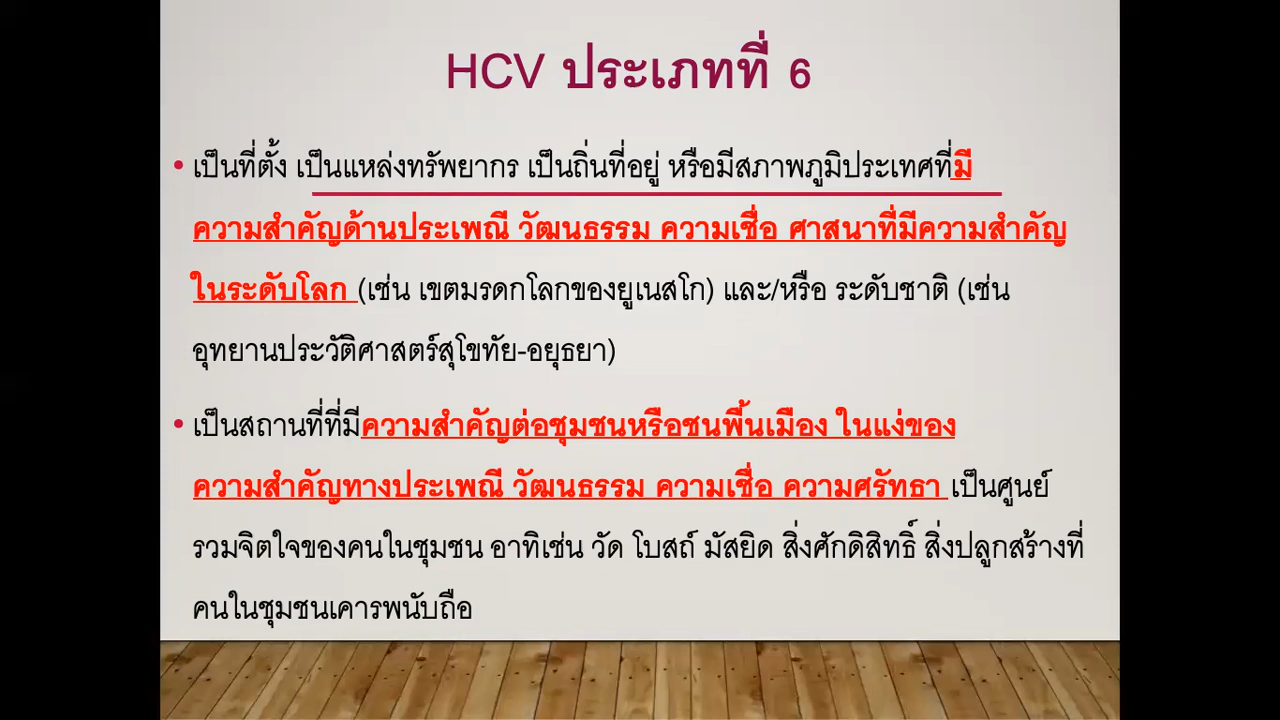 HCV ประเภทที่ 6
• เป็นที่ตั้ง เป็นแหล่งทรัพยากร เป็นถิ่นที่อยู่ หรือมีสภาพภูมิประเทศที่มี
ความสำคัญด้านประเพณี วัฒนธรรม ความเชื่อ ศาสนาที่มีความสำคัญ
ในระดับโลก (เช่น เขตมรดกโลกของยูเนสโก) และ/หรือ ระดับชาติ (เช่น
อุทยานประวัติศาสตร์สุโขทัย-อยุธยา)
• เป็นสถานที่ที่มีความสำคัญต่อชุมชนหรือชนพื้นเมือง ในแง่ของ
ความสำคัญทางประเพณี วัฒนธรรม ความเชื่อ ความศรัทธา เป็นศูนย์
รวมจิตใจของคนในชุมชน อาทิเช่น วัด โบสถ์ มัสยิด สิ่งศักดิสิทธิ์ สิ่งปลูกสร้างที่
คนในชุมชนเคารพนับถือ